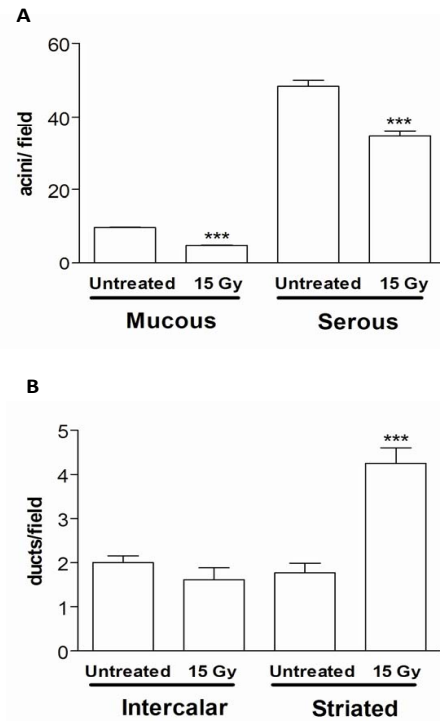 A
60
40
20
0
acini/ field
***
***
Untreated 15 Gy Untreated 15 Gy
Mucous Serous
B
5
4
3
2
1
0
ducts/field
***
Untreated 15 Gy Untreated 15 Gy
Intercalar Striated